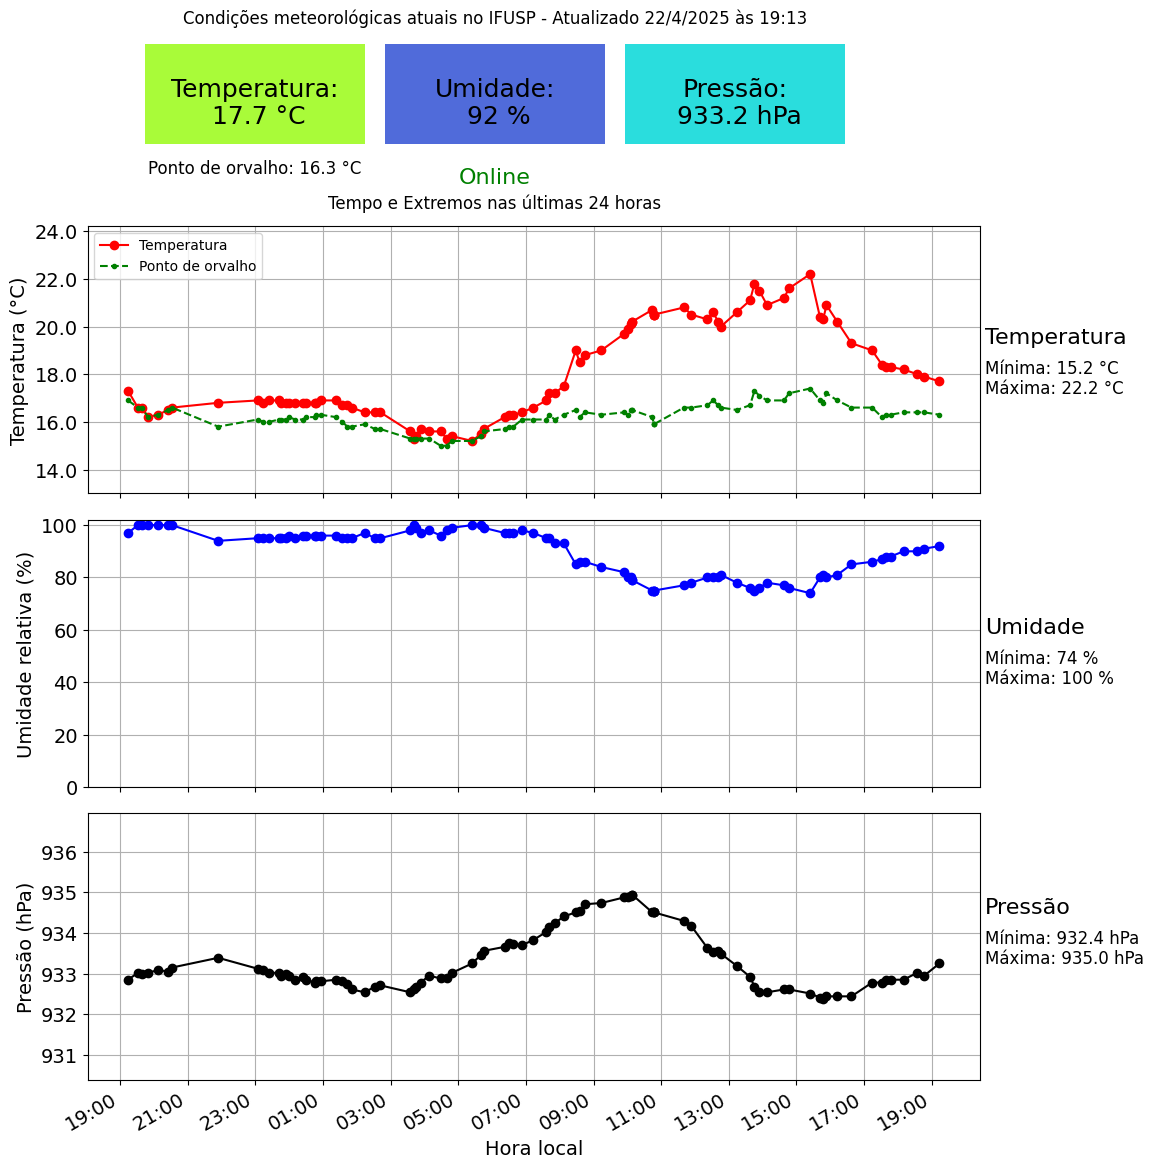 Condições meteorológicas atuais no IFUSP - Atualizado 22/4/2025 às 19:13
Temperatura:
17.7 °C
Umidade:
92 %
Pressão:
933.2 hPa
Ponto de orvalho: 16.3 °C
Online
Tempo e Extremos nas últimas 24 horas
Temperatura (°C)
24.0
22.0
20.0
18.0
16.0
14.0
Temperatura
Ponto de orvalho
Temperatura
Mínima: 15.2 °C
Máxima: 22.2 °C
Umidade relativa (%)
100
80
60
40
20
0
Umidade
Mínima: 74 %
Máxima: 100 %
Pressão (hPa)
936
935
934
933
932
931
Pressão
Mínima: 932.4 hPa
Máxima: 935.0 hPa
19:00 21:00 23:00 01:00 03:00 05:00 07:00 09:00 11:00 13:00 15:00 17:00 19:00
Hora local